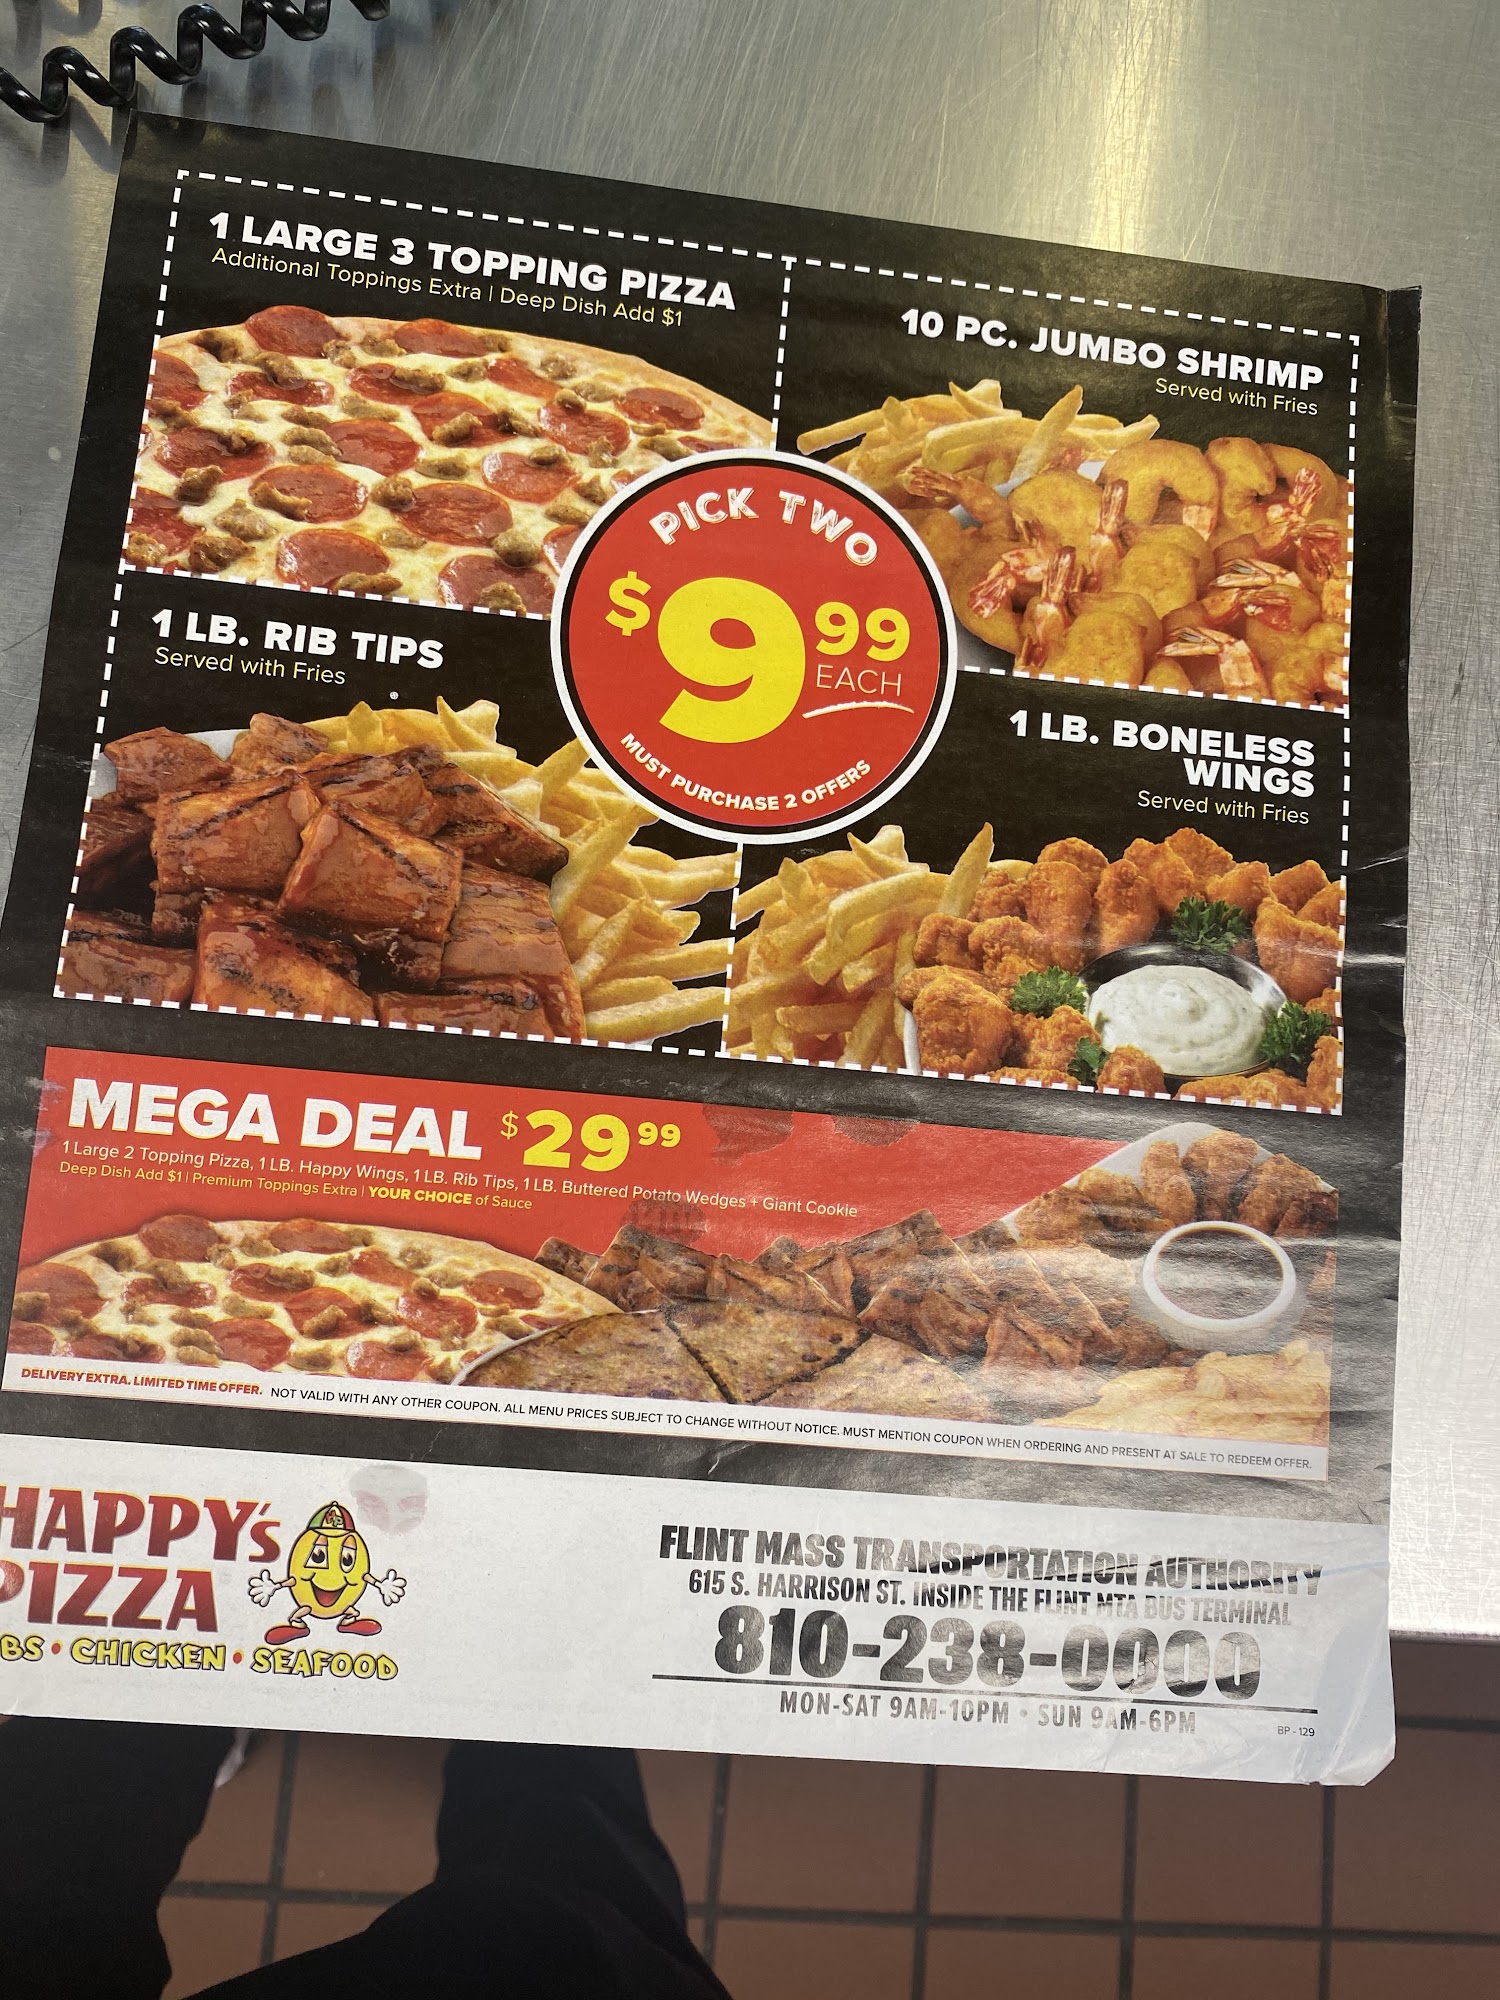 1 LARGE 3 TOPPING PIZZA
Additional Toppings Extra | Deep Dish Add $1
10 PC. JUMBO SHRIMP
Served with Fries
PICK TWO
$9 99
EACH
MUST PURCHASE 2 OFFERS
1 LB. RIB TIPS
Served with Fries
1 LB. BONELESS
WINGS
Served with Fries
MEGA DEAL $29 99
1 Large 2 Topping Pizza, 1 LB. Happy Wings, 1 LB. Rib Tips, 1 LB. Buttered Potato Wedges + Giant Cookie
Deep Dish Add $1 | Premium Toppings Extra | YOUR CHOICE of Sauce
DELIVERY EXTRA. LIMITED TIME OFFER. NOT VALID WITH ANY OTHER COUPON. ALL MENU PRICES SUBJECT TO CHANGE WITHOUT NOTICE. MUST MENTION COUPON WHEN ORDERING AND PRESENT AT SALE TO REDEEM OFFER.
HAPPY's
PIZZA
BS • CHICKEN • SEAFOOD
HP
FLINT MASS TRANSPORTATION AUTHORITY
615 S. HARRISON ST. INSIDE THE FLINT MTA BUS TERMINAL
810-238-0000
MON-SAT 9AM-10PM • SUN 9AM-6PM
BP - 129